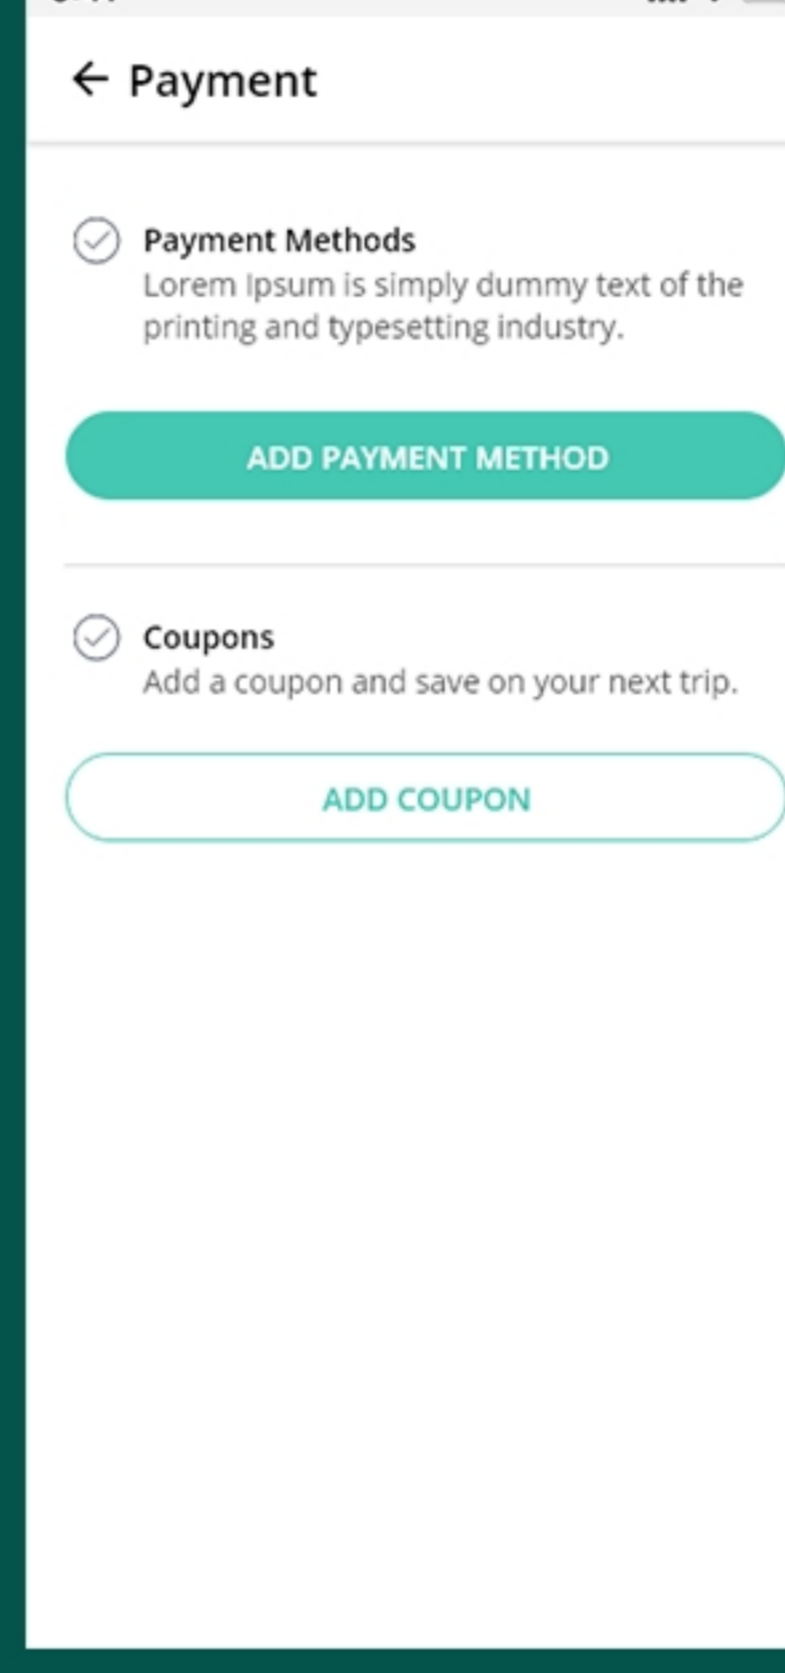 Payment
Payment Methods
Lorem Ipsum is simply dummy text of the
printing and typesetting industry.
ADD PAYMENT METHOD
Coupons
Add a coupon and save on your next trip.
ADD COUPON